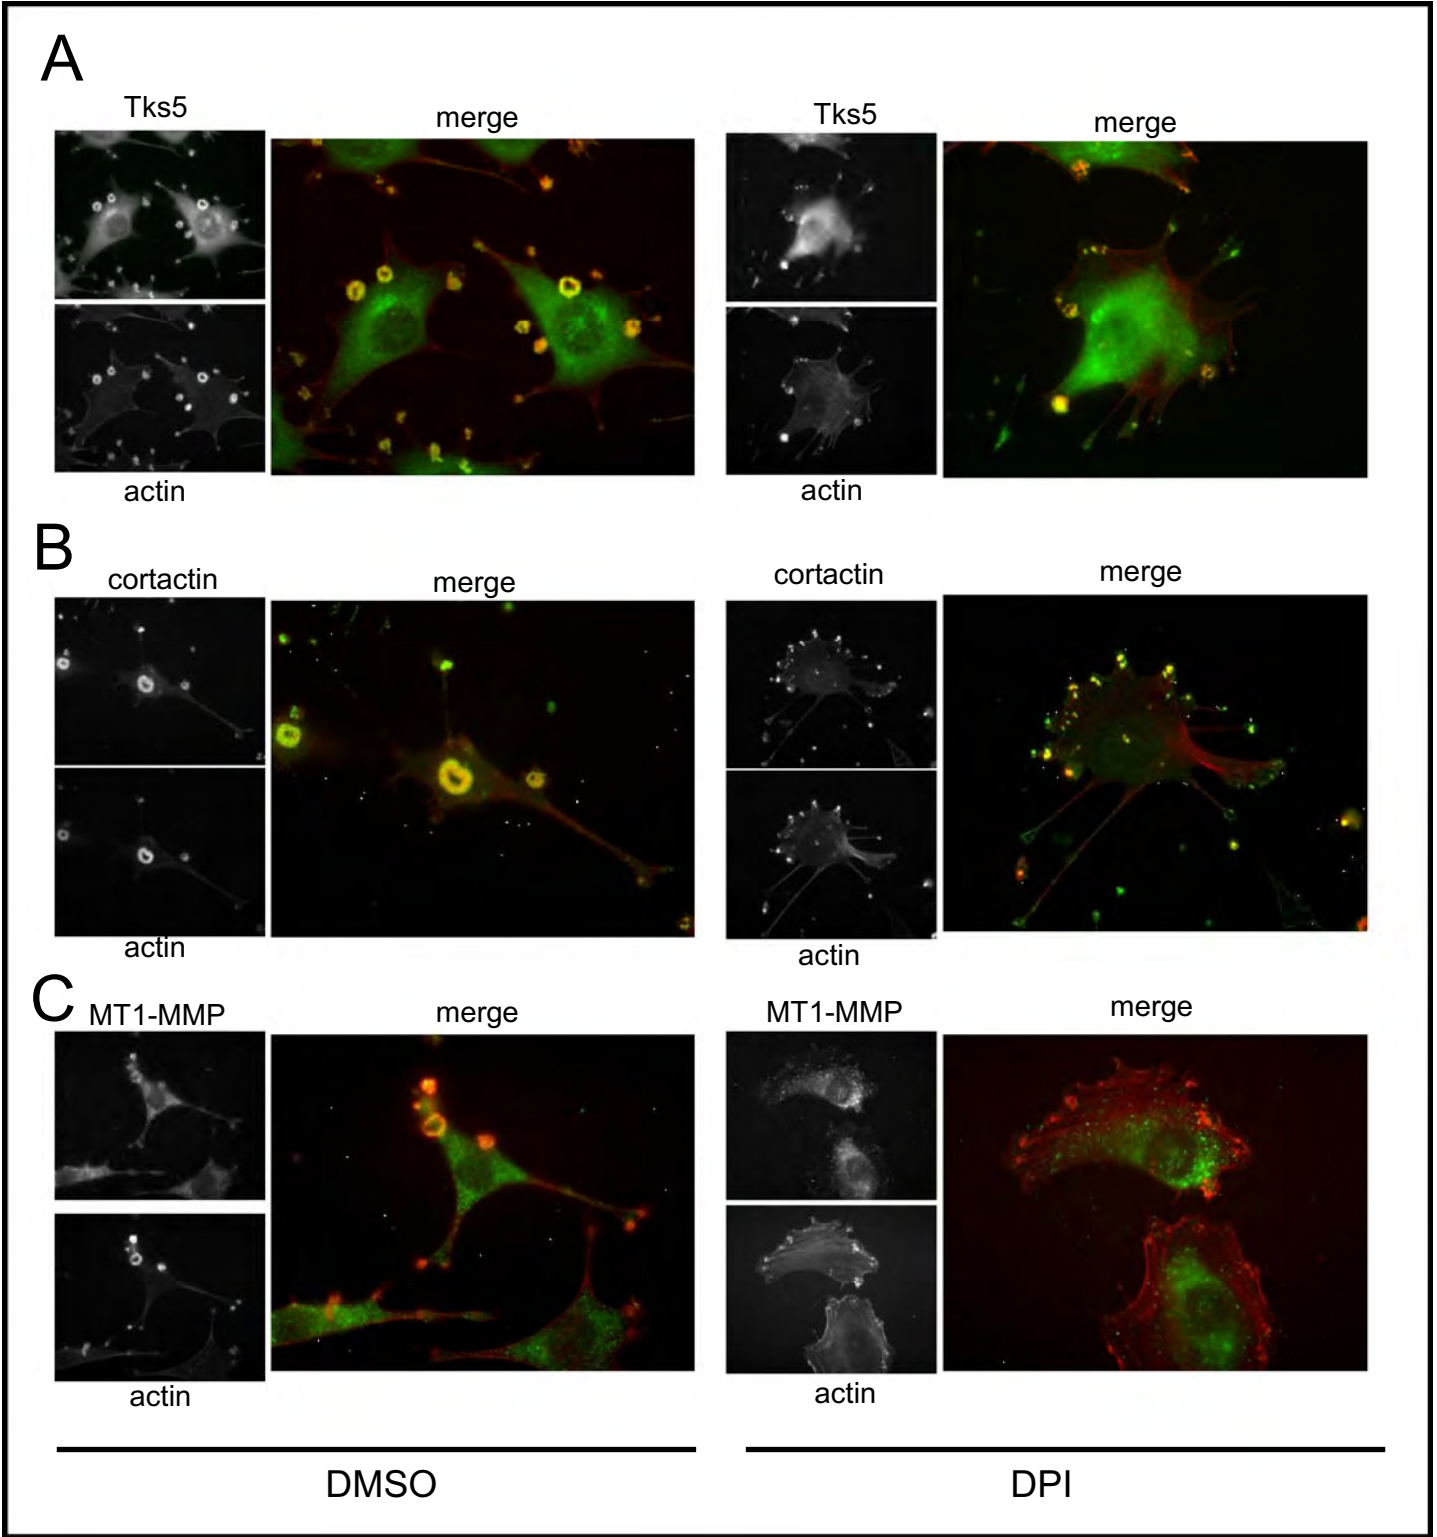 A
Tks5
merge
Tks5
merge
actin
actin
B
cortactin
merge
cortactin
merge
actin
actin
C
MT1-MMP
merge
MT1-MMP
merge
actin
actin
DMSO
DPI